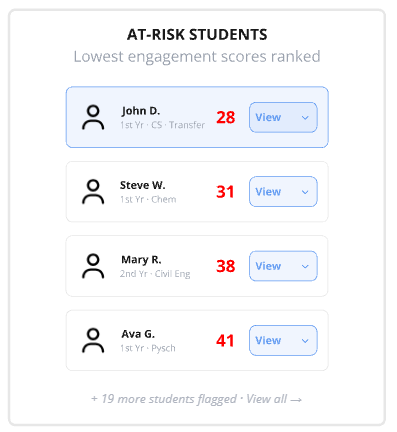 AT-RISK STUDENTS
Lowest engagement scores ranked
John D.
1st Yr · CS · Transfer
28
View
Steve W.
1st Yr · Chem
31
View
Mary R.
2nd Yr · Civil Eng
38
View
Ava G.
1st Yr · Pysch
41
View
+ 19 more students flagged · View all →